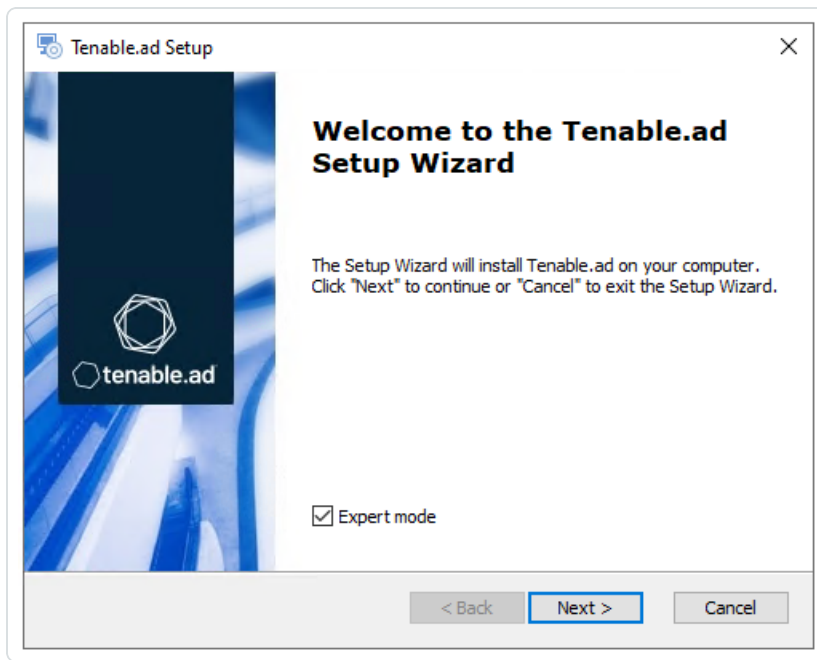 Tenable.ad Setup
Welcome to the Tenable.ad
Setup Wizard
The Setup Wizard will install Tenable.ad on your computer.
Click "Next" to continue or "Cancel" to exit the Setup Wizard.
tenable.ad
Expert mode
< Back
Next >
Cancel